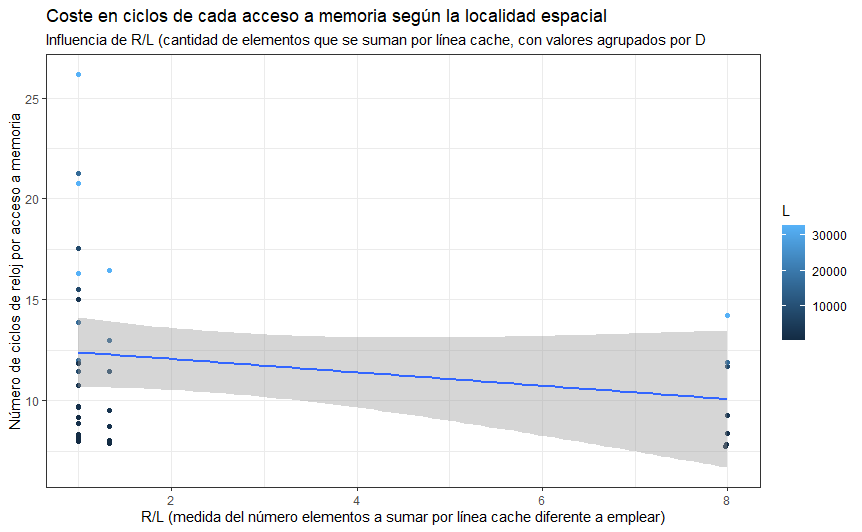 Coste en ciclos de cada acceso a memoria según la localidad espacial
Influencia de R/L (cantidad de elementos que se suman por línea cache, con valores agrupados por D
Número de ciclos de reloj por acceso a memoria
25
20
15
10
2
4
6
8
R/L (medida del número elementos a sumar por línea cache diferente a emplear)
L
30000
20000
10000